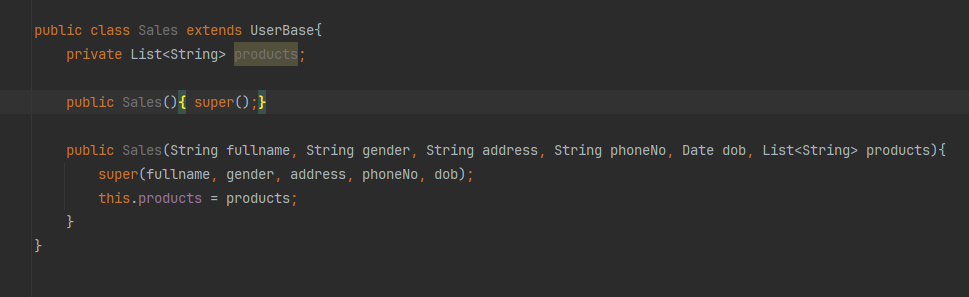 public class Sales extends UserBase{
private List<String> products;
public Sales(){ super();}
public Sales(String fullname, String gender, String address, String phoneNo, Date dob, List<String> products){
super(fullname, gender, address, phoneNo, dob);
this.products = products;
}
}